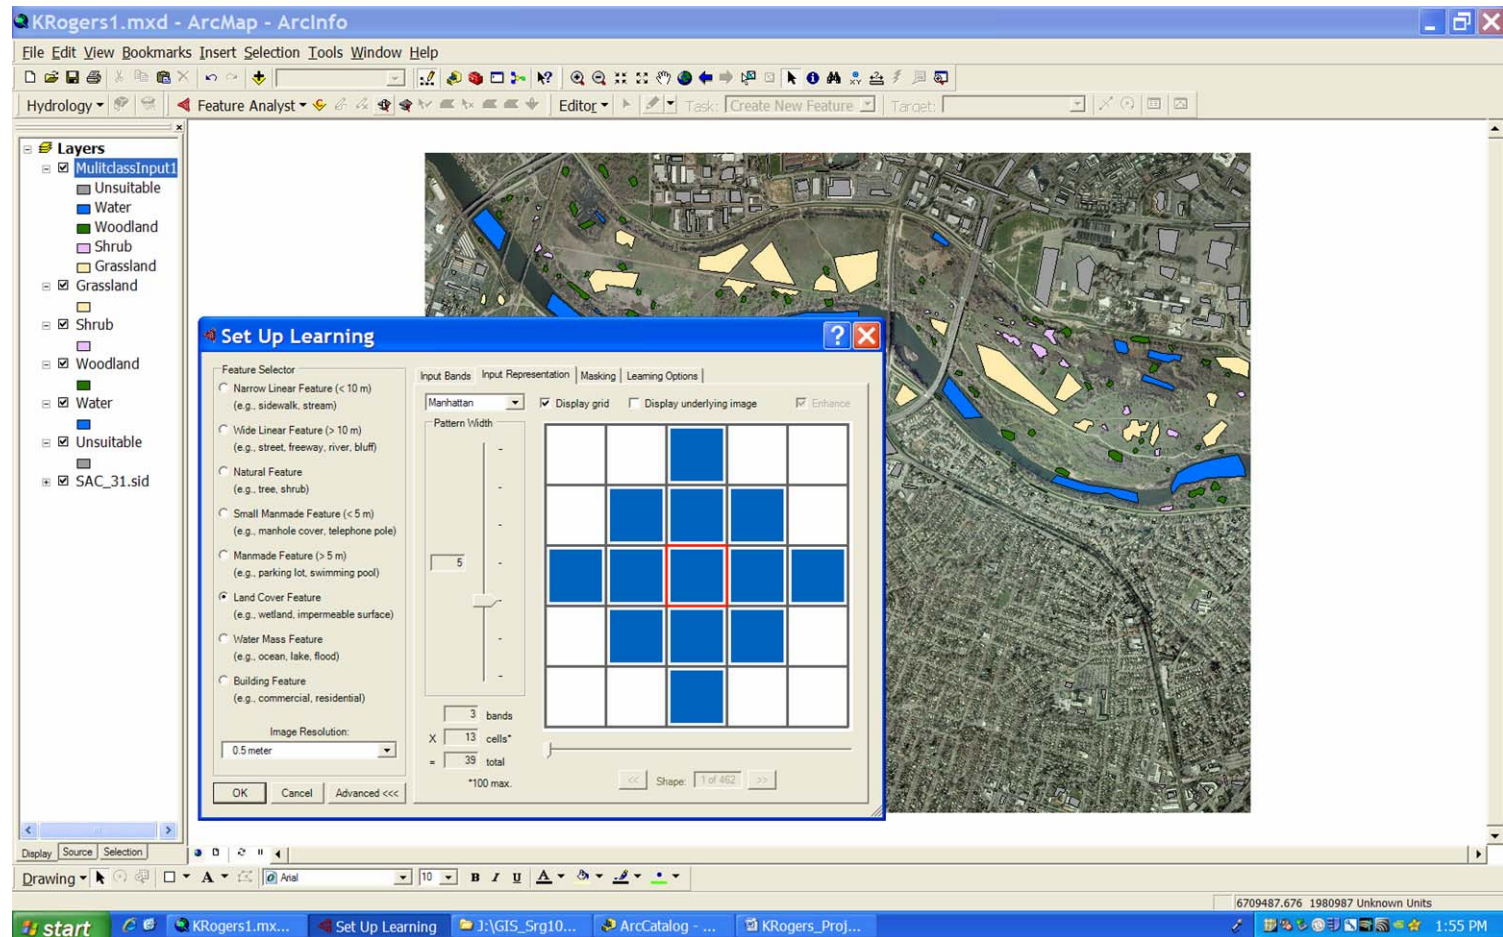 KRogers1.mxd - ArcMap - ArcInfo
File Edit View Bookmarks Insert Selection Tools Window Help
Hydrology Feature Analyst Editor Task: Create New Feature Target:
Layers
MulitclassInput1
Unsuitable
Water
Woodland
Shrub
Grassland
Grassland
Shrub
Woodland
Water
Unsuitable
SAC_31.sid
Set Up Learning
Feature Selector
Narrow Linear Feature (< 10 m)
(e.g., sidewalk, stream)
Wide Linear Feature (> 10 m)
(e.g., street, freeway, river, bluff)
Natural Feature
(e.g., tree, shrub)
Small Manmade Feature (< 5 m)
(e.g., manhole cover, telephone pole)
Manmade Feature (> 5 m)
(e.g., parking lot, swimming pool)
Land Cover Feature
(e.g., wetland, impermeable surface)
Water Mass Feature
(e.g., ocean, lake, flood)
Building Feature
(e.g., commercial, residential)
Image Resolution:
0.5 meter
OK Cancel Advanced <<<
Input Bands Input Representation Masking Learning Options
Manhattan Display grid Display underlying image Enhance
Pattern Width
5
3 bands
X 13 cells*
= 39 total
*100 max.
<< Shape: 1 of 462 >>
Display Source Selection
Drawing A Arial 10 B I U A
6709487.676 1980987 Unknown Units
start KRogers1.mx... Set Up Learning J:\GIS_Srg10... ArcCatalog - ... KRogers_Proj... 1:55 PM